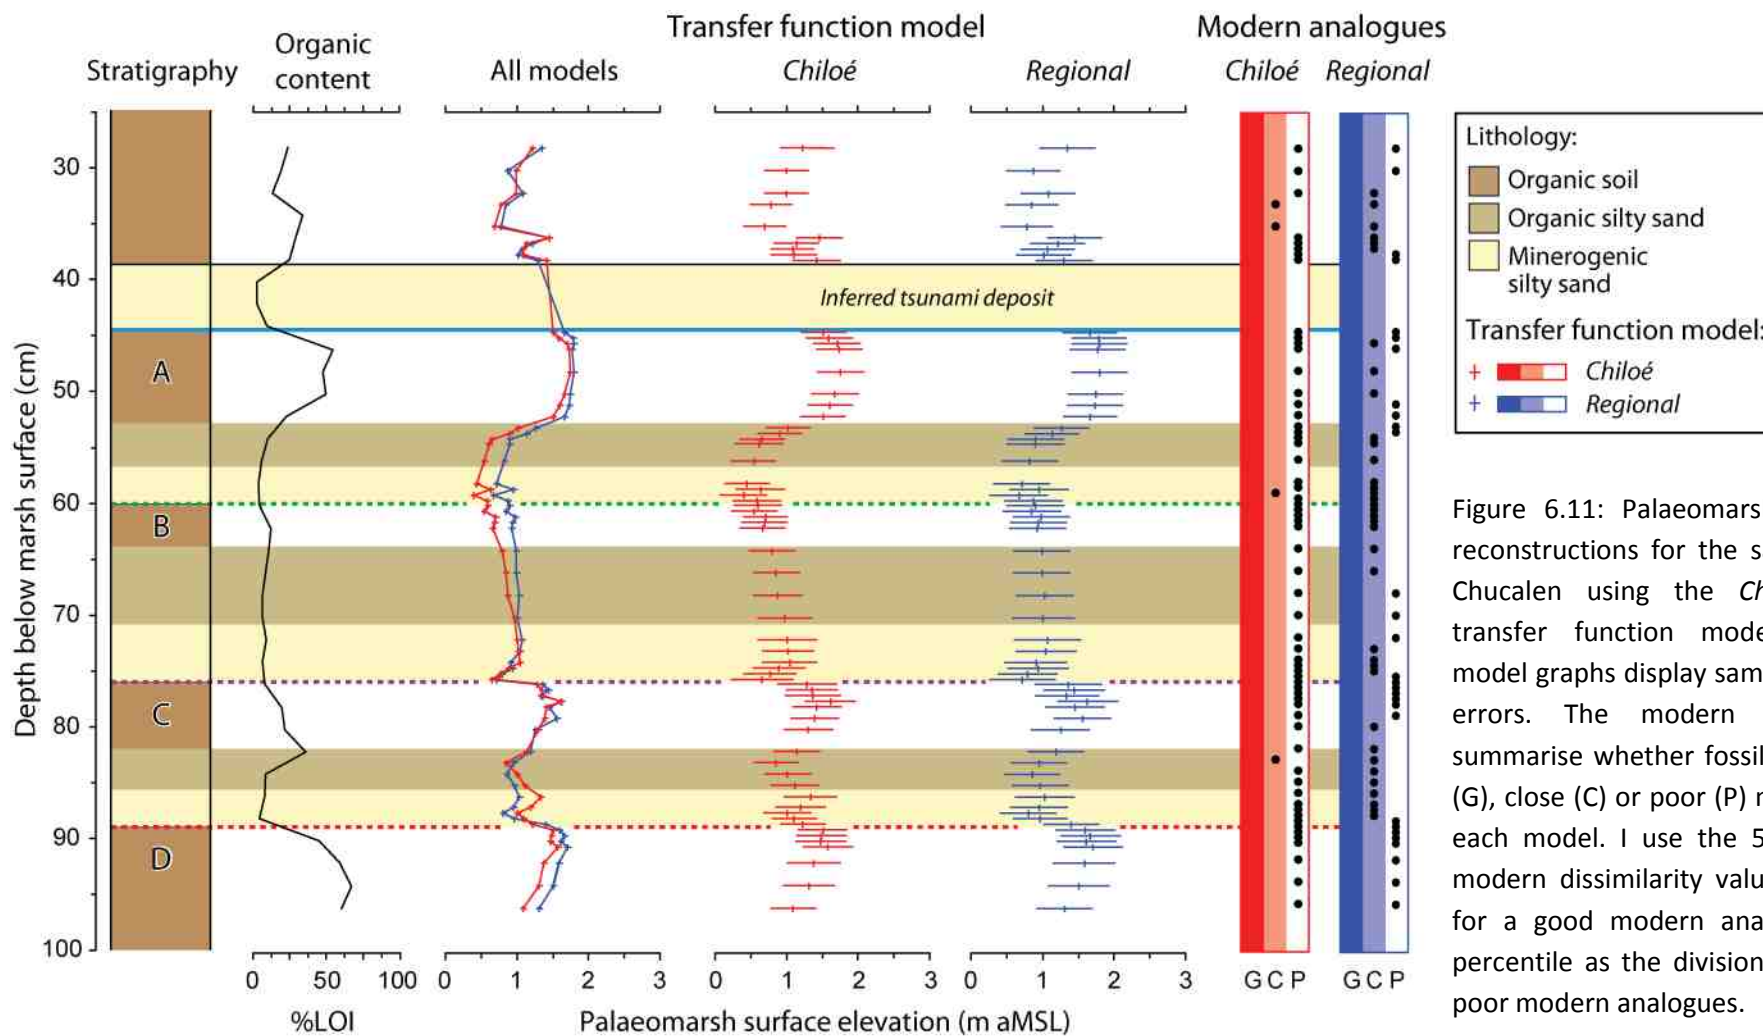 Transfer function model
Modern analogues
Stratigraphy
Organic
content
All models
Chiloé
Regional
Chiloé
Regional
0 1 2 3
0 1 2 3
0 1 2 3
Depth below marsh surface (cm)
30
40
50
60
70
80
90
100
A
B
C
D
Inferred tsunami deposit
0 50 100
%LOI
Palaeomarsh surface elevation (m aMSL)
G C P
G C P
Lithology:
Organic soil
Organic silty sand
Minerogenic
silty sand
Transfer function model:
Chiloé
Regional
Figure 6.11: Palaeomars
reconstructions for the s
Chucalen using the Ch
transfer function mode
model graphs display sam
errors. The modern
summarise whether fossil
(G), close (C) or poor (P) m
each model. I use the 5
modern dissimilarity valu
for a good modern ana
percentile as the division
poor modern analogues.